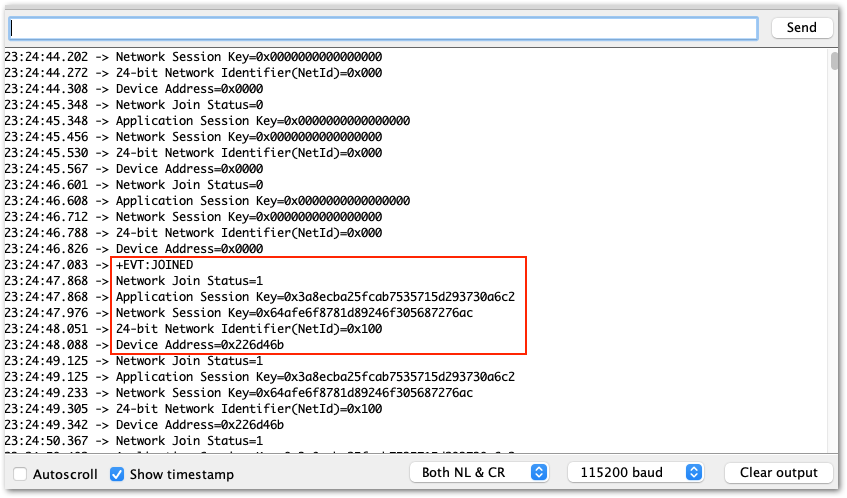 Send
23:24:44.202 -> Network Session Key=0x0000000000000000
23:24:44.272 -> 24-bit Network Identifier(NetId)=0x000
23:24:44.308 -> Device Address=0x0000
23:24:45.348 -> Network Join Status=0
23:24:45.348 -> Application Session Key=0x0000000000000000
23:24:45.456 -> Network Session Key=0x0000000000000000
23:24:45.530 -> 24-bit Network Identifier(NetId)=0x000
23:24:45.567 -> Device Address=0x0000
23:24:46.601 -> Network Join Status=0
23:24:46.608 -> Application Session Key=0x0000000000000000
23:24:46.712 -> Network Session Key=0x0000000000000000
23:24:46.788 -> 24-bit Network Identifier(NetId)=0x000
23:24:46.826 -> Device Address=0x0000
23:24:47.083 -> +EVT:JOINED
23:24:47.868 -> Network Join Status=1
23:24:47.868 -> Application Session Key=0x3a8ecba25fcab7535715d293730a6c2
23:24:47.976 -> Network Session Key=0x64afe6f8781d89246f305687276ac
23:24:48.051 -> 24-bit Network Identifier(NetId)=0x100
23:24:48.088 -> Device Address=0x226d46b
23:24:49.125 -> Network Join Status=1
23:24:49.125 -> Application Session Key=0x3a8ecba25fcab7535715d293730a6c2
23:24:49.233 -> Network Session Key=0x64afe6f8781d89246f305687276ac
23:24:49.305 -> 24-bit Network Identifier(NetId)=0x100
23:24:49.342 -> Device Address=0x226d46b
23:24:50.367 -> Network Join Status=1
Autoscroll Show timestamp Both NL & CR 115200 baud Clear output